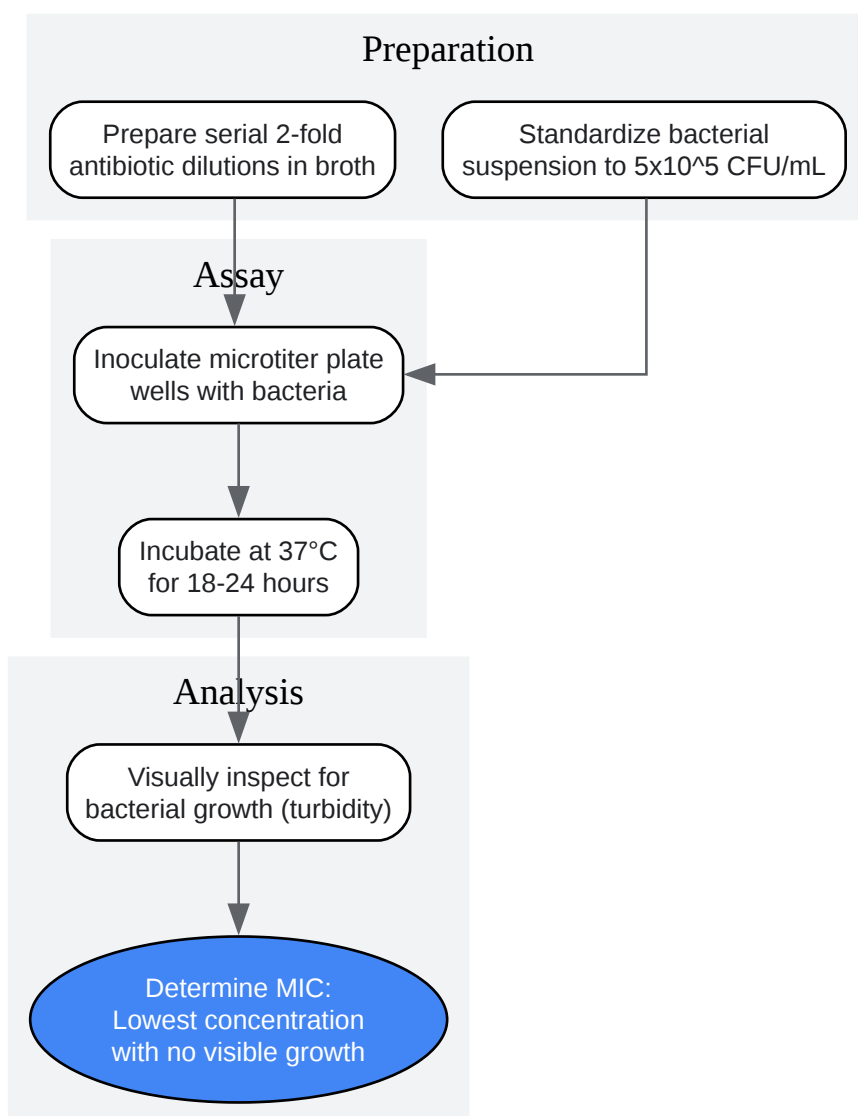 Preparation
Prepare serial 2-fold
antibiotic dilutions in broth
Standardize bacterial
suspension to 5x10^5 CFU/mL
Assay
Inoculate microtiter plate
wells with bacteria
Incubate at 37°C
for 18-24 hours
Analysis
Visually inspect for
bacterial growth (turbidity)
Determine MIC:
Lowest concentration
with no visible growth